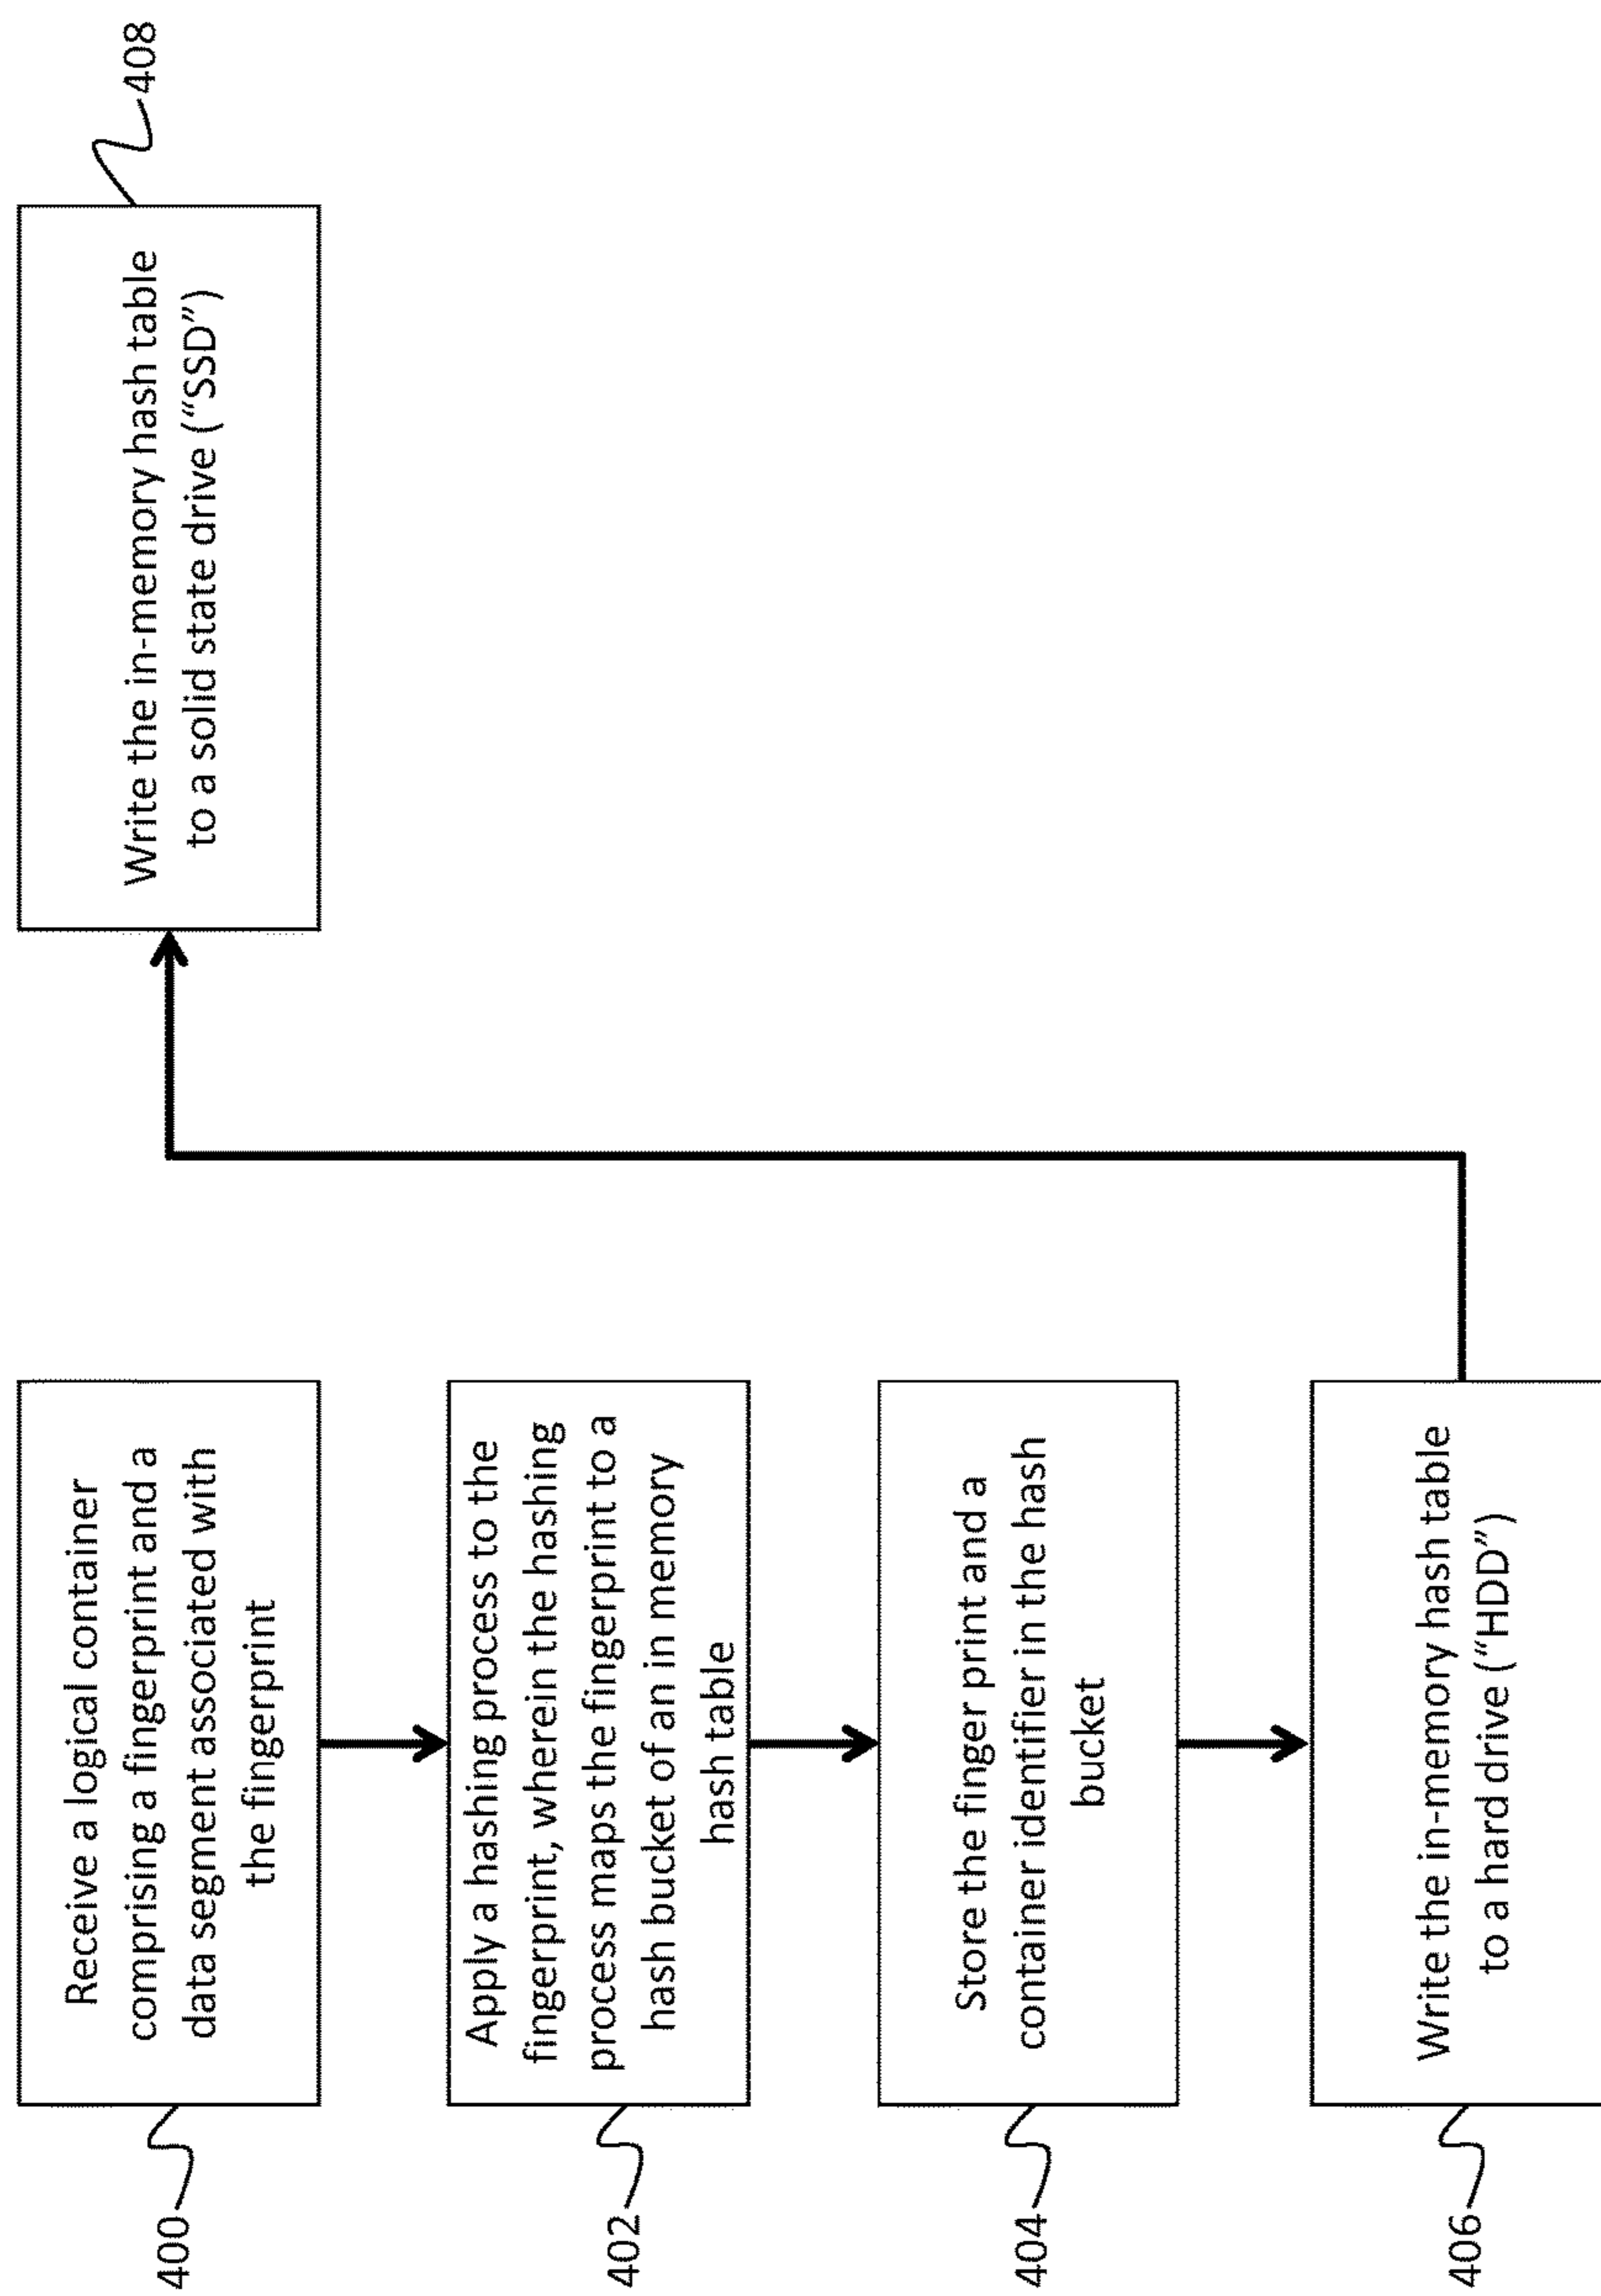 400
Receive a logical container
comprising a fingerprint and a
data segment associated with
the fingerprint
402
Apply a hashing process to the
fingerprint, wherein the hashing
process maps the fingerprint to a
hash bucket of an in memory
hash table
404
Store the finger print and a
container identifier in the hash
bucket
406
Write the in-memory hash table
to a hard drive (“HDD”)
Write the in-memory hash table
to a solid state drive (“SSD”)
408